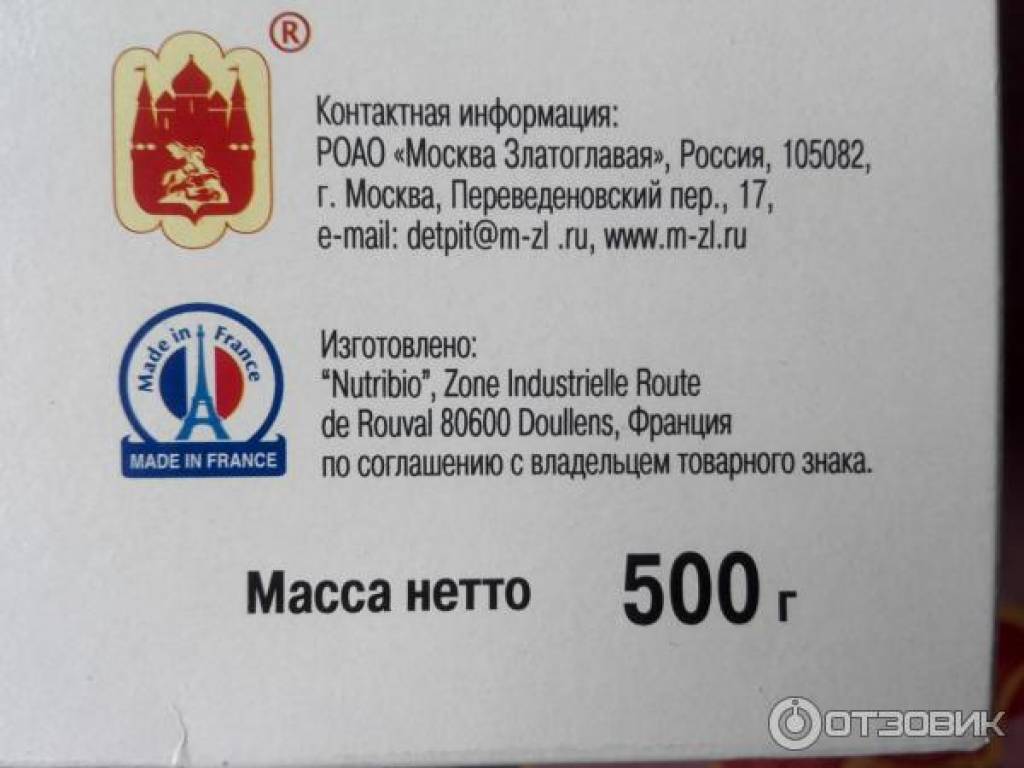 ®
Контактная информация:
РОАО «Москва Златоглавая», Россия, 105082,
г. Москва, Переведеновский пер., 17,
e-mail: detpit@m-zl .ru, www.m-zl.ru
Made in France
MADE IN FRANCE
Изготовлено:
“Nutribio”, Zone Industrielle Route
de Rouval 80600 Doullens, Франция
по соглашению с владельцем товарного знака.
Масса нетто 500 г
ОТЗОВИК